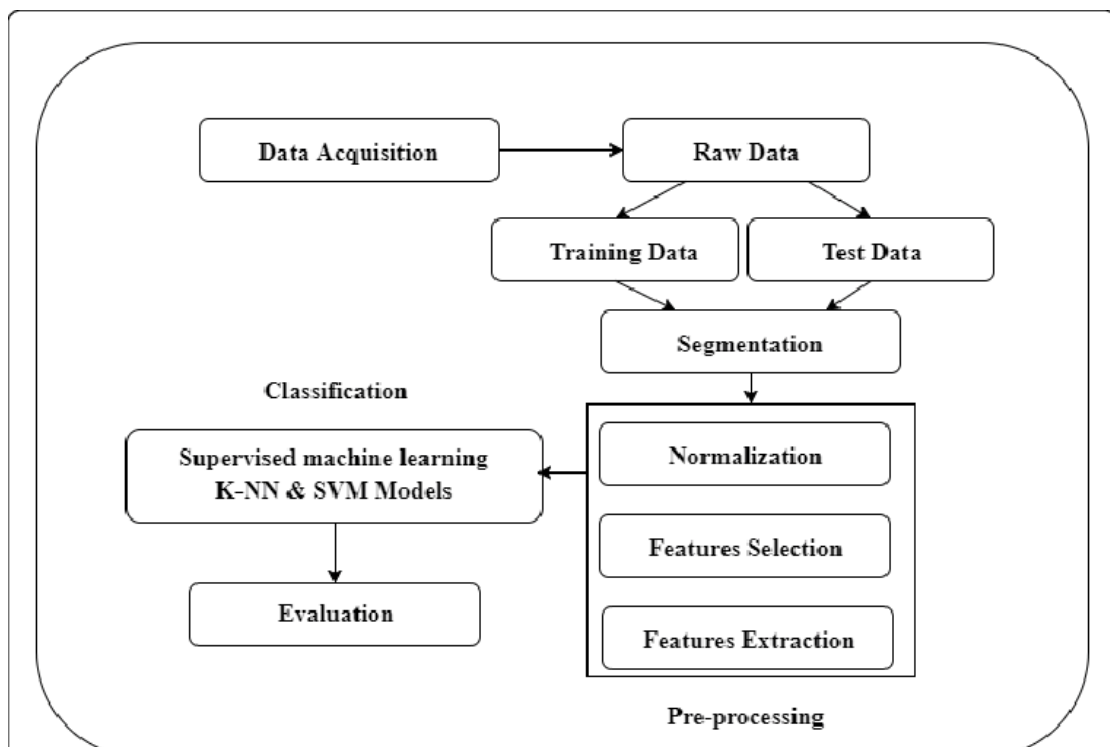 Data Acquisition
Raw Data
Training Data
Test Data
Segmentation
Classification
Supervised machine learning
K-NN & SVM Models
Evaluation
Normalization
Features Selection
Features Extraction
Pre-processing